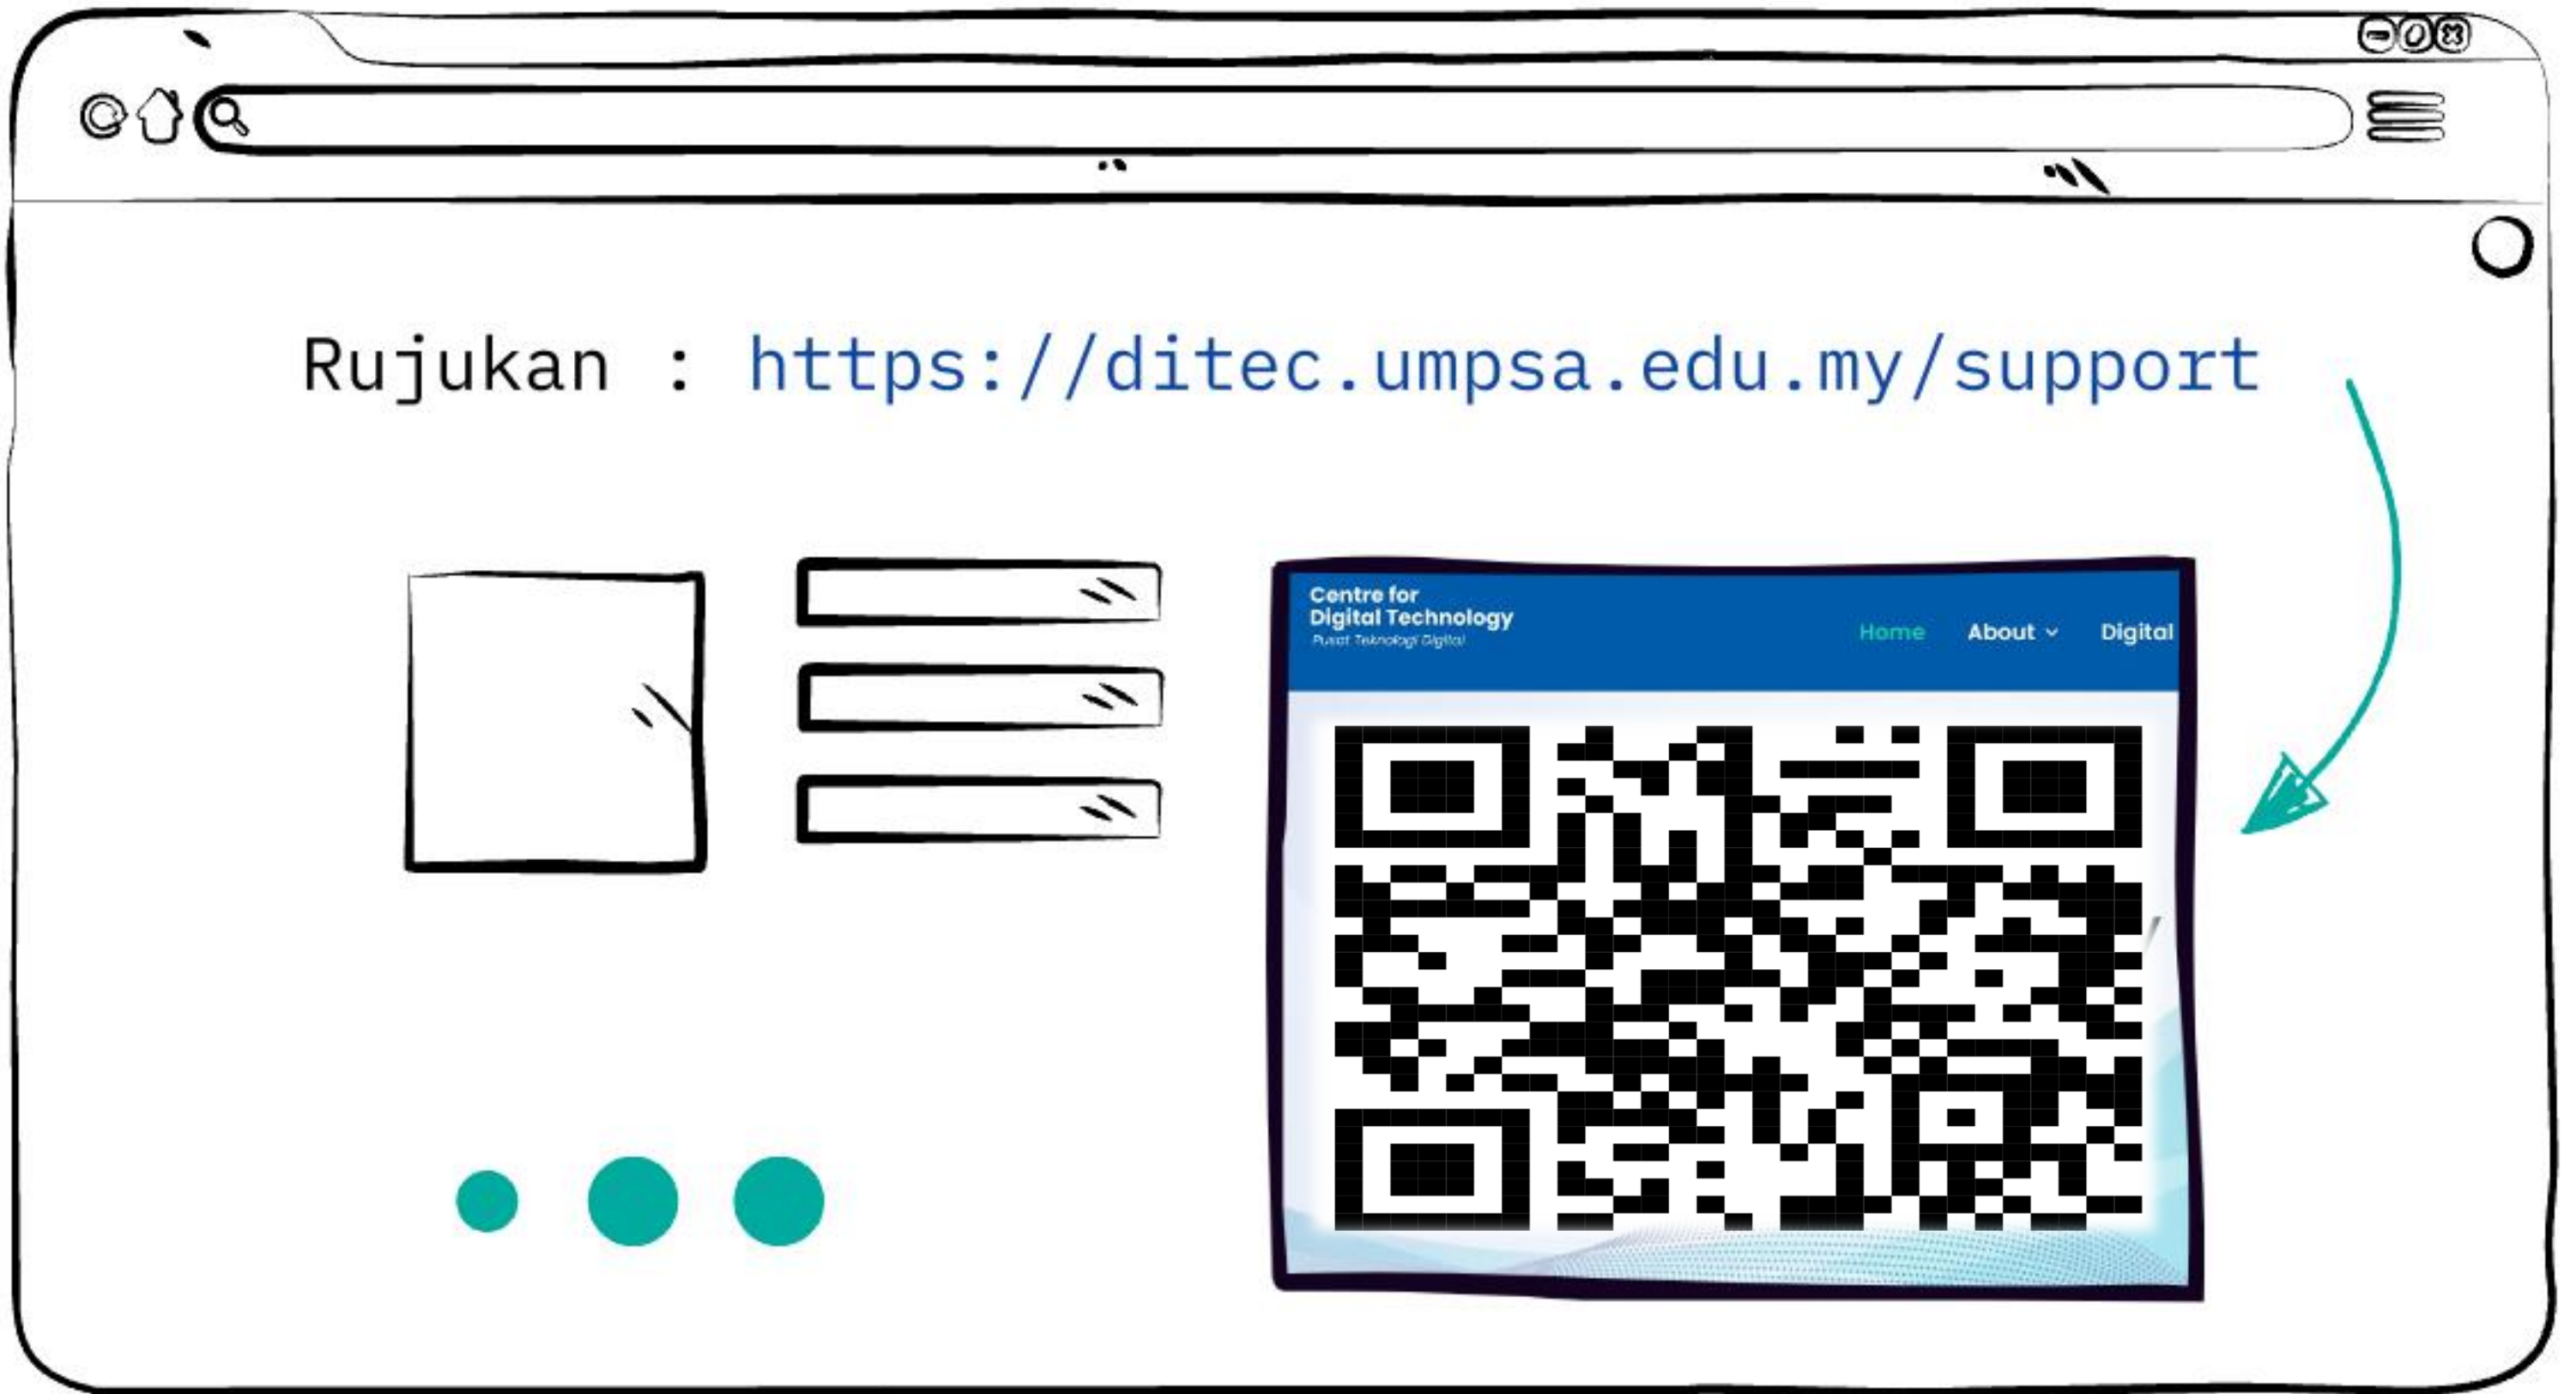 Rujukan : https://ditec.umpsa.edu.my/support
Centre for
Digital Technology
Pusat Teknologi Digital
Home About Digital